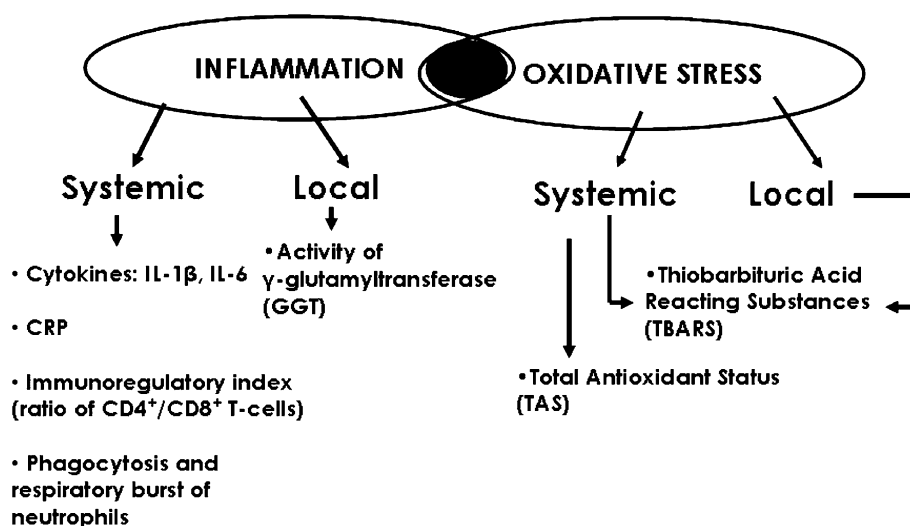 INFLAMMATION
OXIDATIVE STRESS
Systemic
Local
Systemic
Local
• Cytokines: IL-1β, IL-6
• CRP
• Immunoregulatory index
(ratio of CD4⁺/CD8⁺ T-cells)
• Phagocytosis and
respiratory burst of
neutrophils
• Activity of
γ-glutamyltransferase
(GGT)
• Thiobarbituric Acid
Reacting Substances
(TBARS)
• Total Antioxidant Status
(TAS)